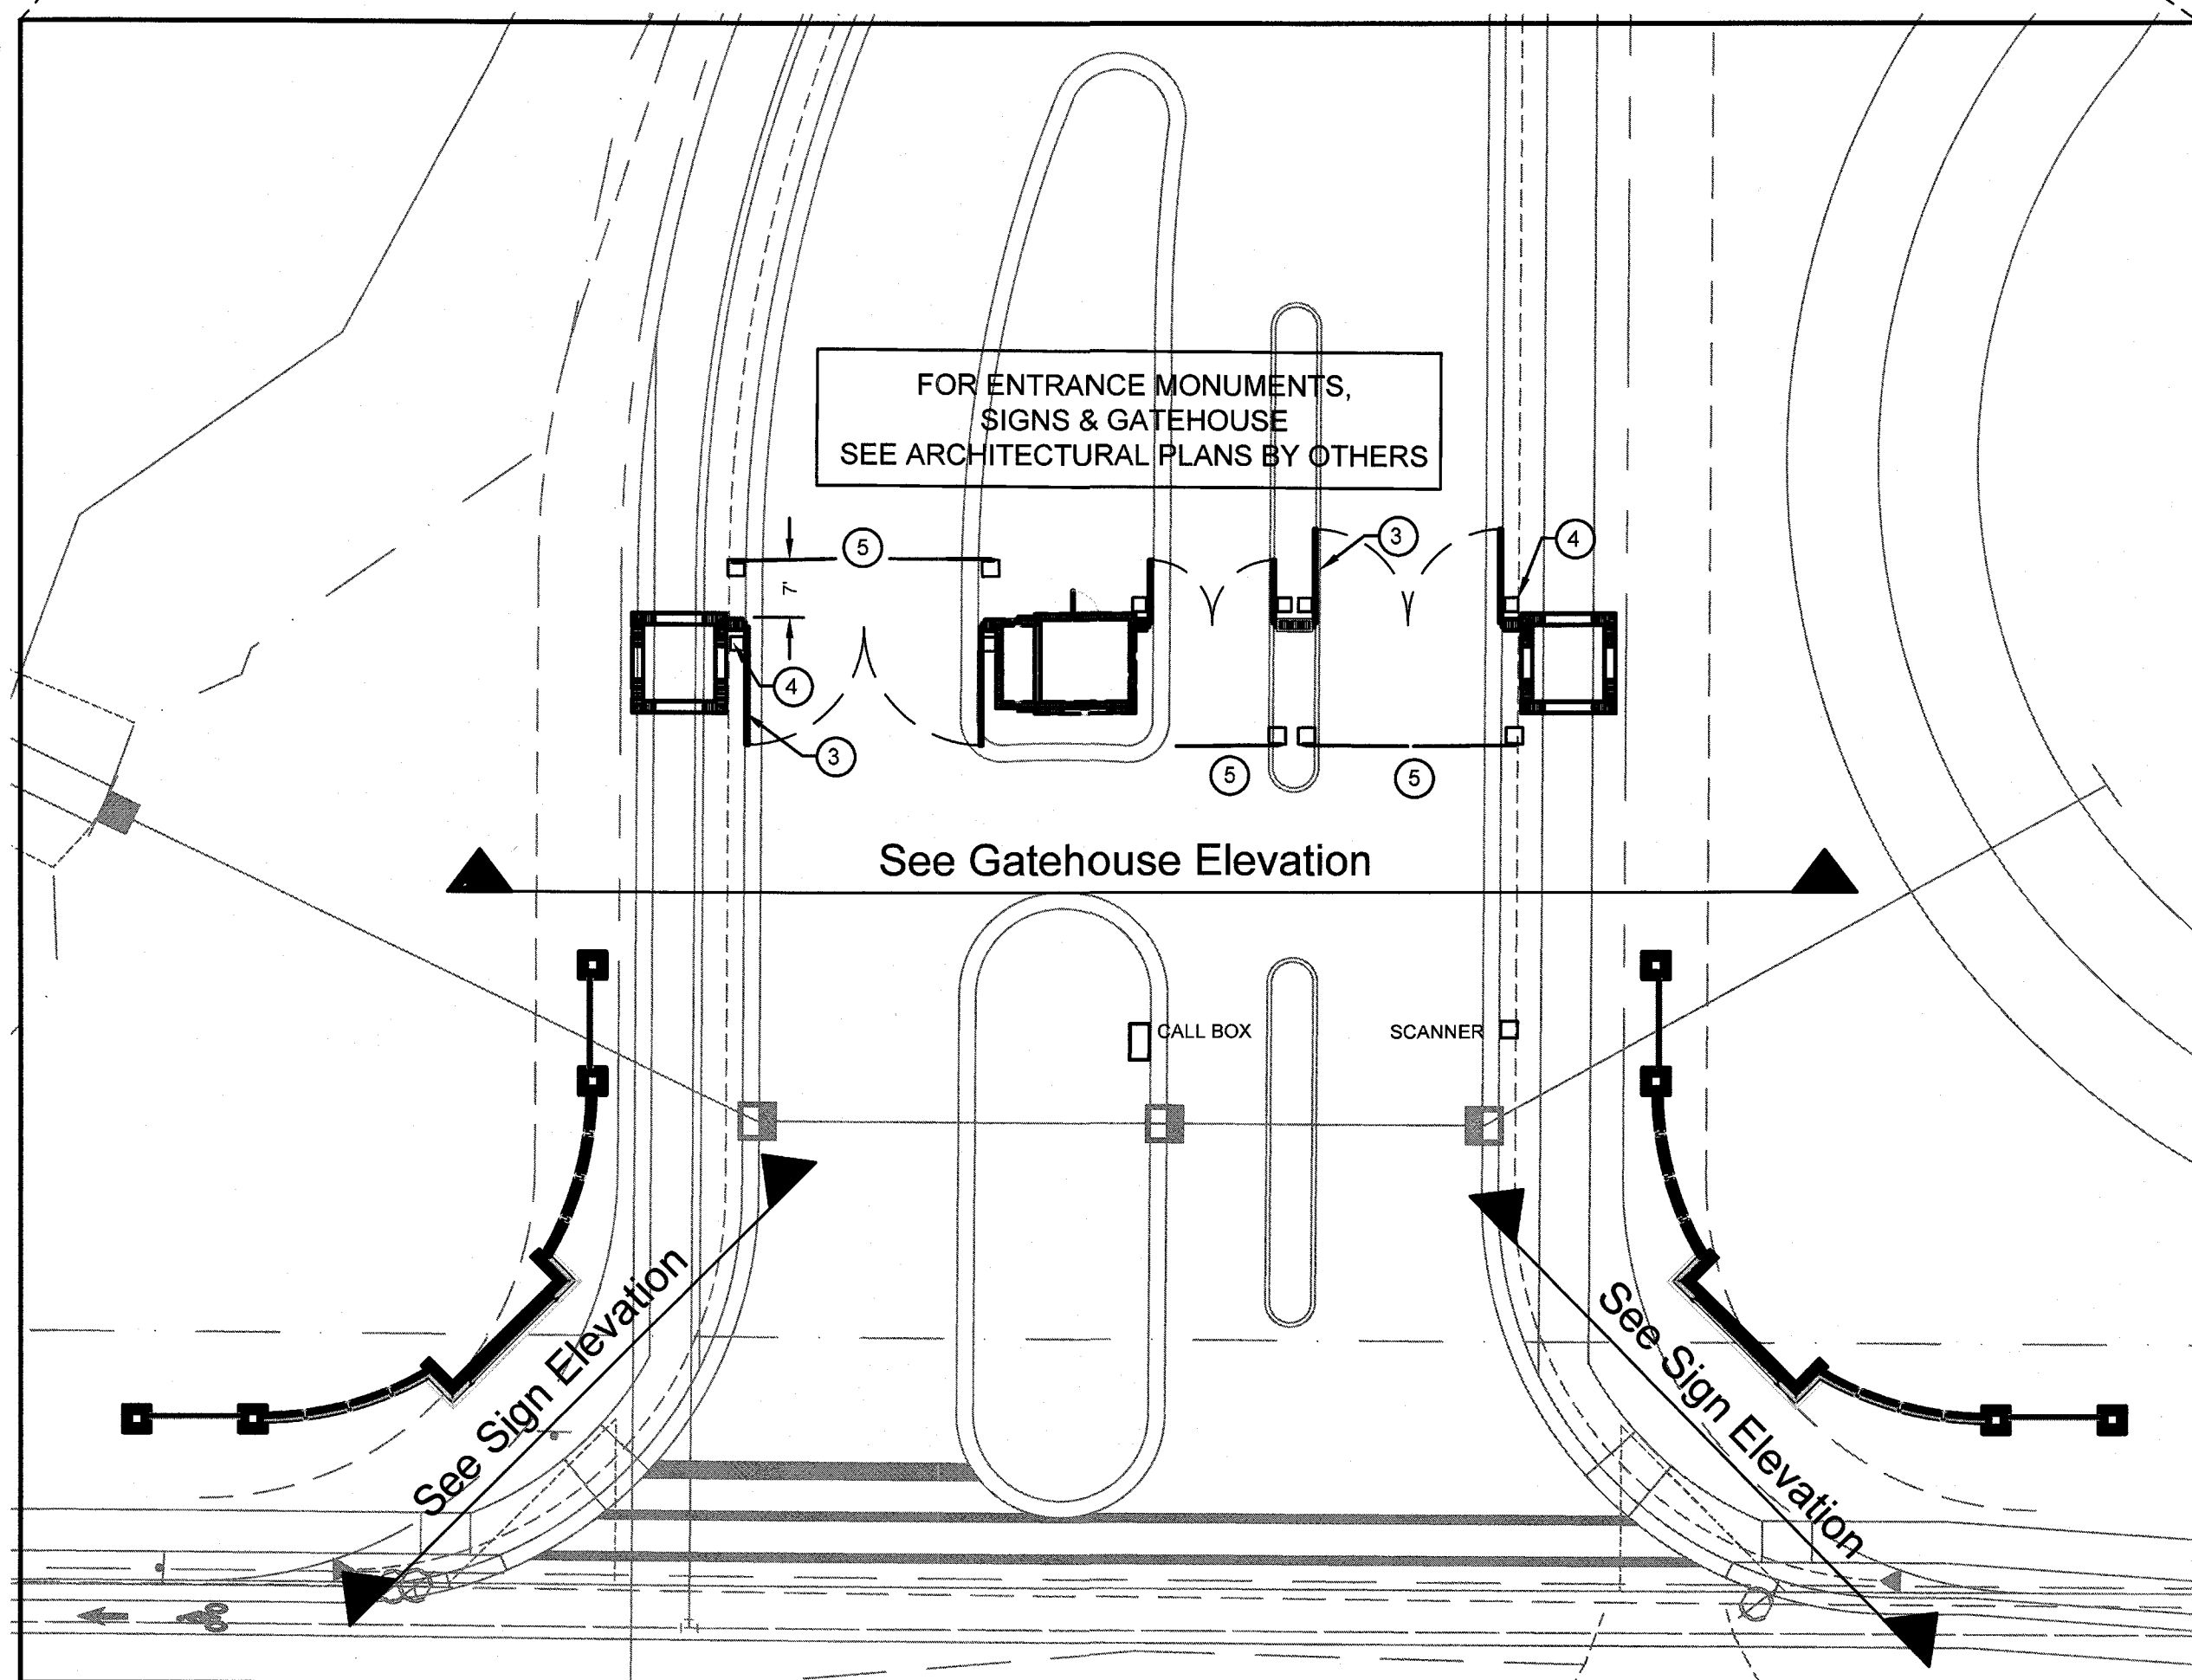 FOR ENTRANCE MONUMENTS,
SIGNS & GATEHOUSE
SEE ARCHITECTURAL PLANS BY OTHERS
3
4
5
7'
4
3
5
5
See Gatehouse Elevation
CALL BOX
SCANNER
See Sign Elevation
See Sign Elevation